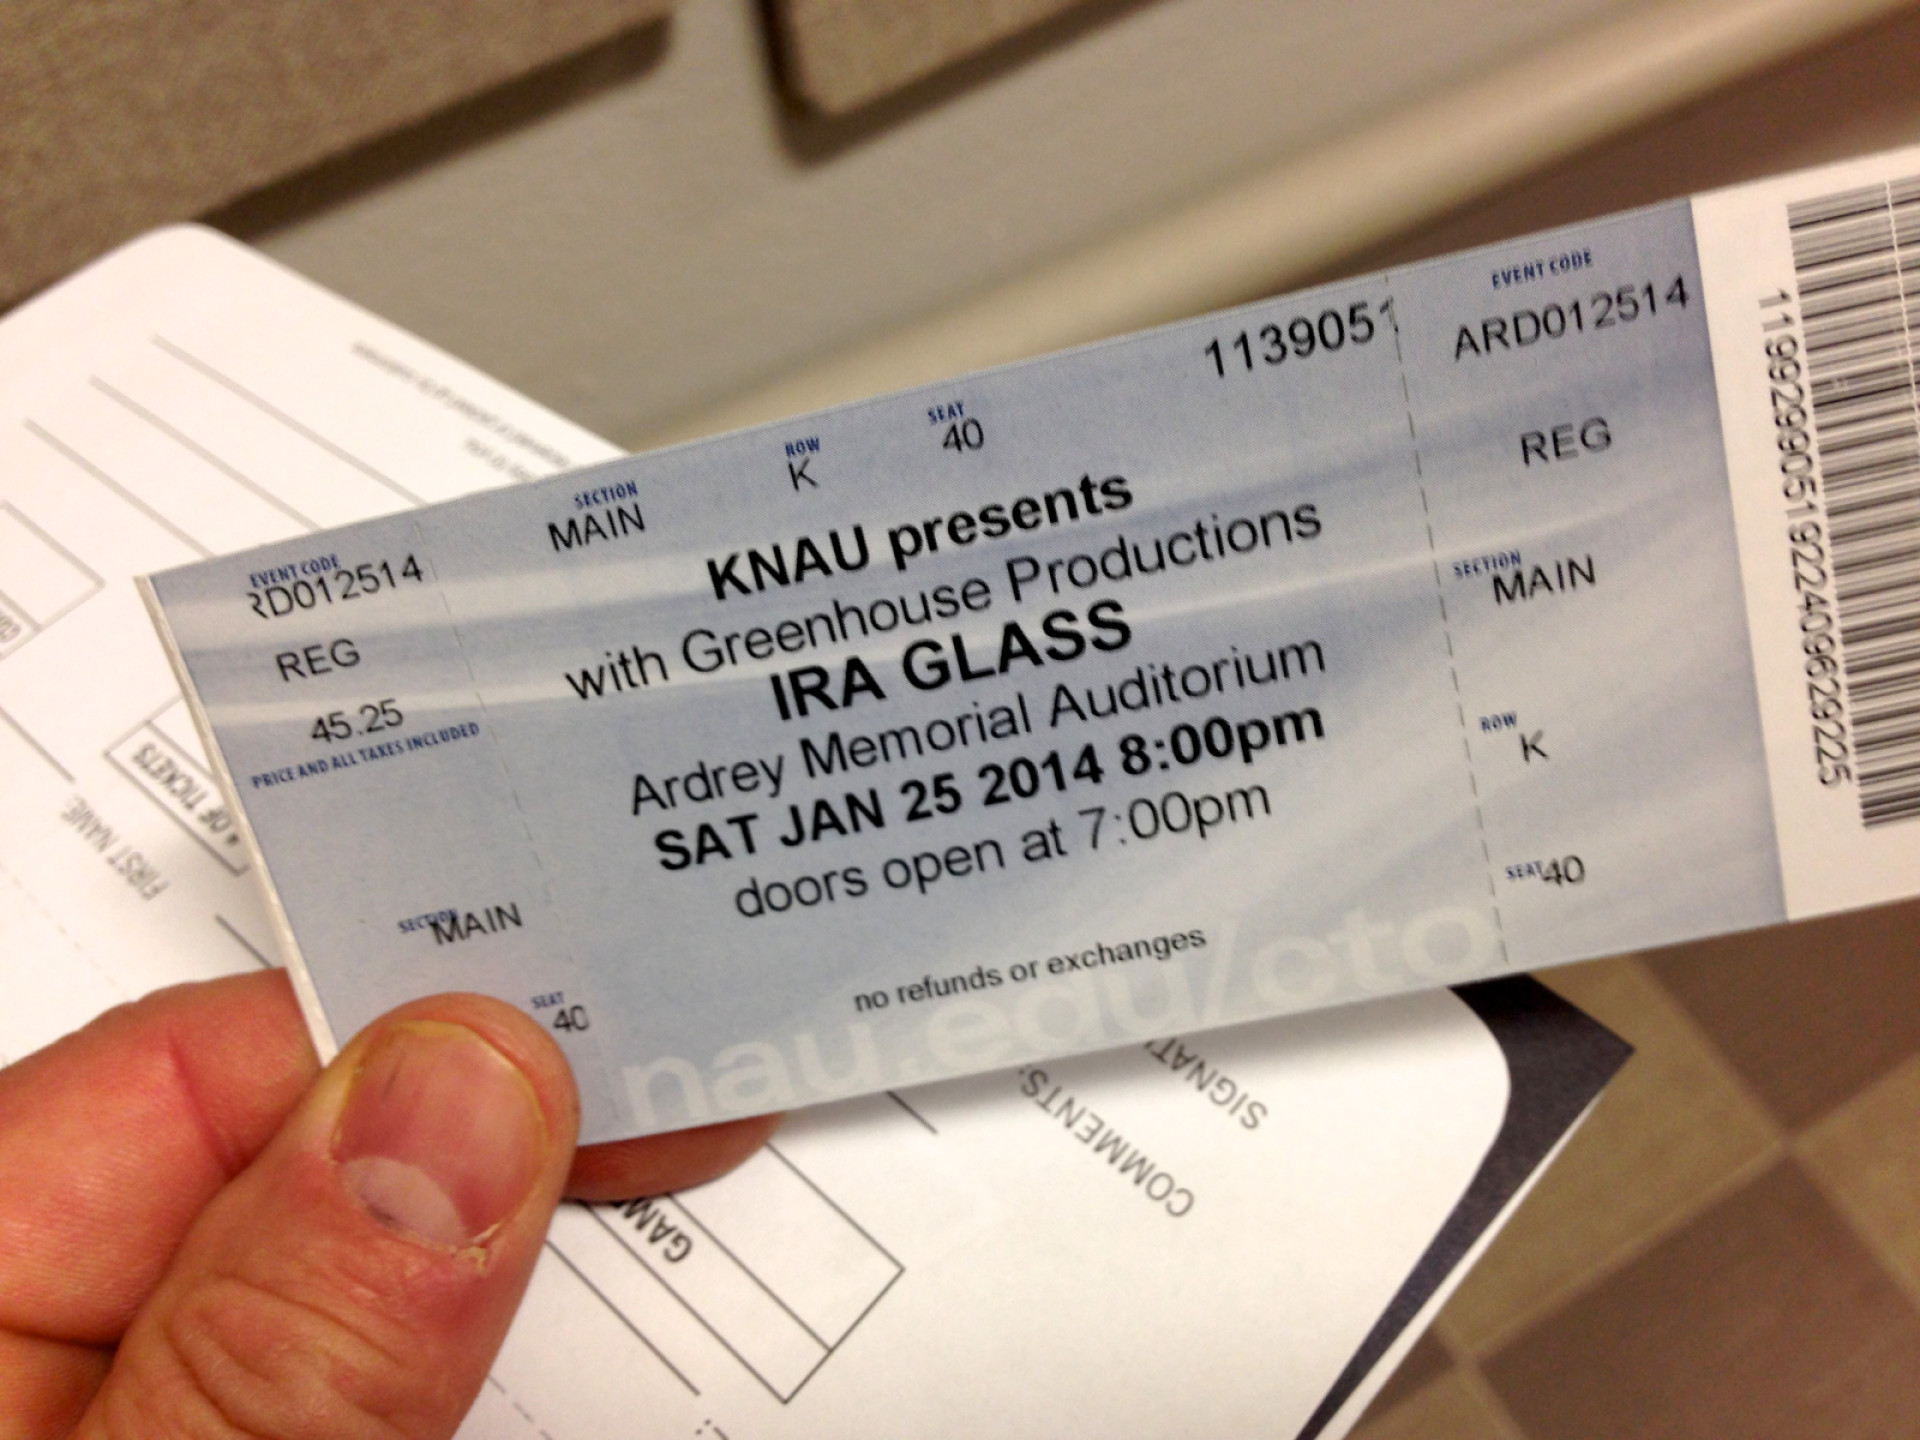 EVENT CODE
RD012514
REG
45.25
PRICE AND ALL TAXES INCLUDED
SECTION
MAIN
SEAT
40
SECTION
MAIN
ROW
K
SEAT
40
1139051
KNAU presents
with Greenhouse Productions
IRA GLASS
Ardrey Memorial Auditorium
SAT JAN 25 2014 8:00pm
doors open at 7:00pm
no refunds or exchanges
nau.edu/cto
EVENT CODE
ARD012514
REG
SECTION
MAIN
ROW
K
SEAT
40
# OF TICKETS
FIRST NAME:
GAM
COMMENTS:
SIGNAT